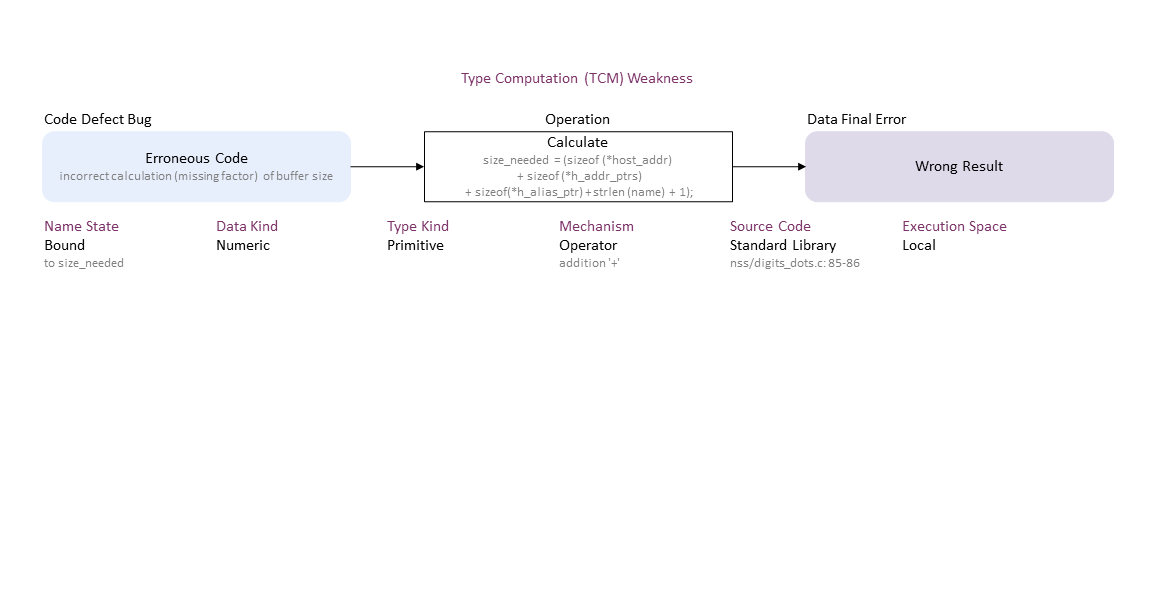 Type Computation (TCM) Weakness
Code Defect Bug
Operation
Data Final Error
Erroneous Code
incorrect calculation (missing factor) of buffer size
Calculate
size_needed = (sizeof (*host_addr)
+ sizeof (*h_addr_ptrs)
+ sizeof(*h_alias_ptr) + strlen (name) + 1);
Wrong Result
Name State
Bound
to size_needed
Data Kind
Numeric
Type Kind
Primitive
Mechanism
Operator
addition '+'
Source Code
Standard Library
nss/digits_dots.c: 85-86
Execution Space
Local